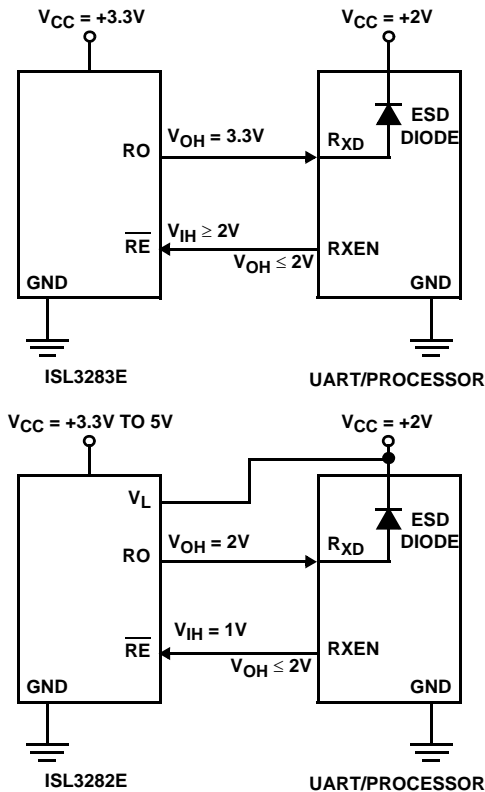 VCC = +3.3V
VCC = +2V
ESD
DIODE
RO
VOH = 3.3V
RXD
RE
VIH ≥ 2V
VOH ≤ 2V
RXEN
GND
GND
ISL3283E
UART/PROCESSOR
VCC = +3.3V TO 5V
VCC = +2V
VL
ESD
DIODE
RO
VOH = 2V
RXD
RE
VIH = 1V
VOH ≤ 2V
RXEN
GND
GND
ISL3282E
UART/PROCESSOR